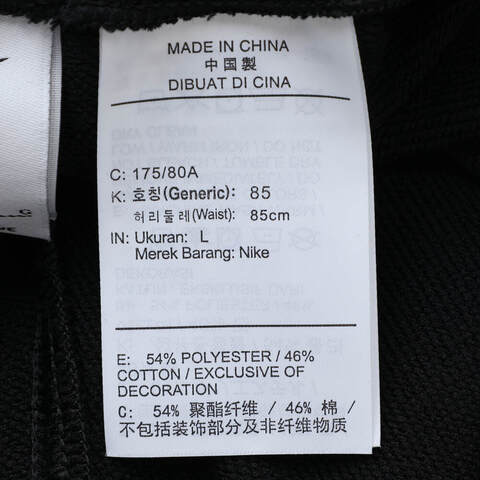 MADE IN CHINA
中国製
DIBUAT DI CINA
C: 175/80A
K: 호칭(Generic): 85
허리둘레(Waist): 85cm
IN: Ukuran: L
Merek Barang: Nike
E: 54% POLYESTER / 46%
COTTON / EXCLUSIVE OF
DECORATION
C: 54% 聚酯纤维 / 46% 棉 /
不包括装饰部分及非纤维物质